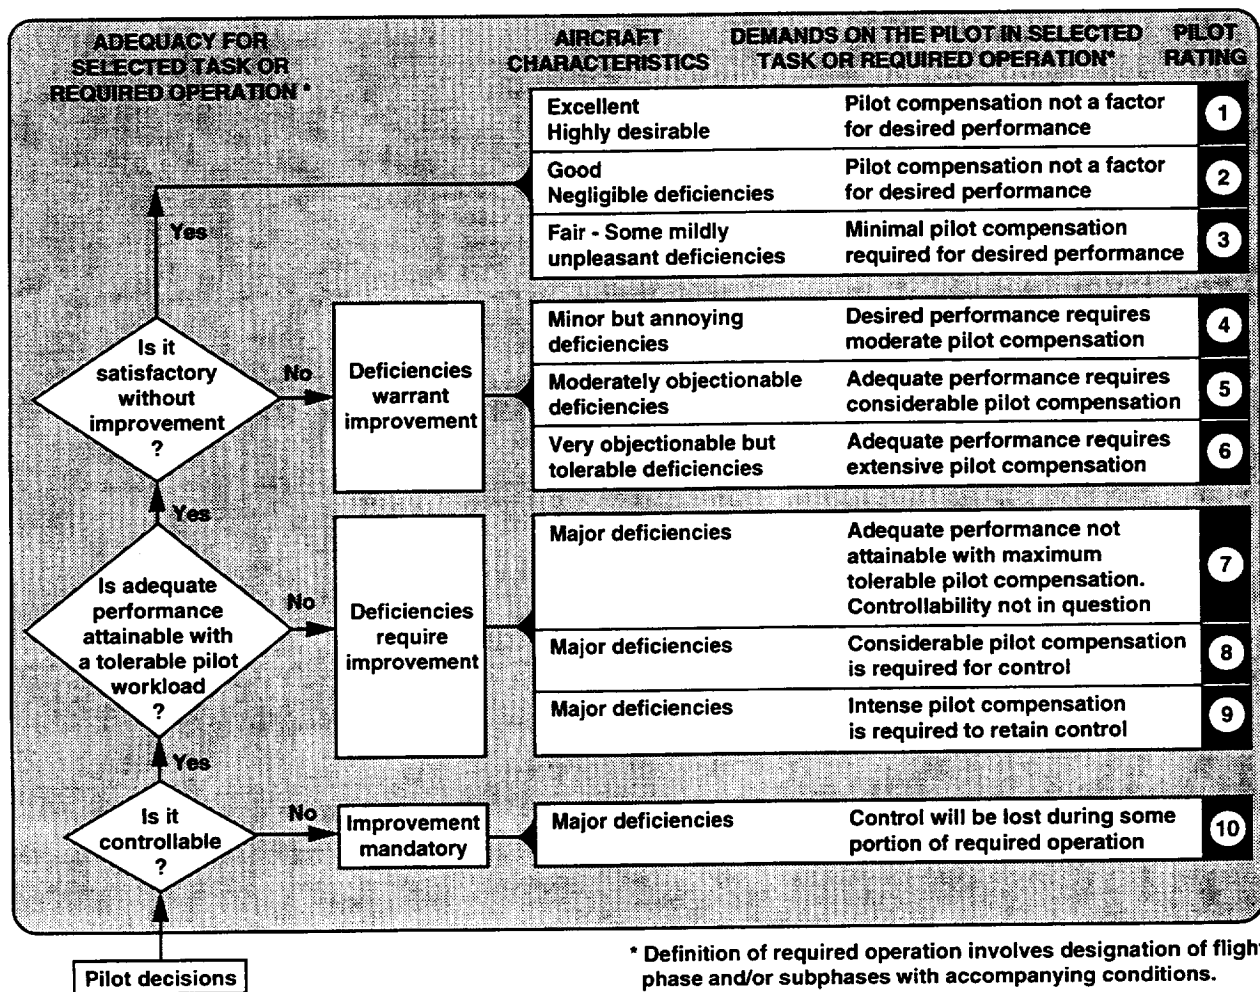 ADEQUACY FOR
SELECTED TASK OR
REQUIRED OPERATION *
AIRCRAFT
CHARACTERISTICS
DEMANDS ON THE PILOT IN SELECTED
TASK OR REQUIRED OPERATION*
PILOT
RATING
Excellent
Highly desirable
Pilot compensation not a factor
for desired performance
1
Good
Negligible deficiencies
Pilot compensation not a factor
for desired performance
2
Fair - Some mildly
unpleasant deficiencies
Minimal pilot compensation
required for desired performance
3
Yes
Is it
satisfactory
without
improvement
?
No
Deficiencies
warrant
improvement
Minor but annoying
deficiencies
Desired performance requires
moderate pilot compensation
4
Moderately objectionable
deficiencies
Adequate performance requires
considerable pilot compensation
5
Very objectionable but
tolerable deficiencies
Adequate performance requires
extensive pilot compensation
6
Yes
Is adequate
performance
attainable with
a tolerable pilot
workload
?
No
Deficiencies
require
improvement
Major deficiencies
Adequate performance not
attainable with maximum
tolerable pilot compensation.
Controllability not in question
7
Major deficiencies
Considerable pilot compensation
is required for control
8
Major deficiencies
Intense pilot compensation
is required to retain control
9
Yes
Is it
controllable
?
No
Improvement
mandatory
Major deficiencies
Control will be lost during some
portion of required operation
10
Pilot decisions
* Definition of required operation involves designation of flight
phase and/or subphases with accompanying conditions.